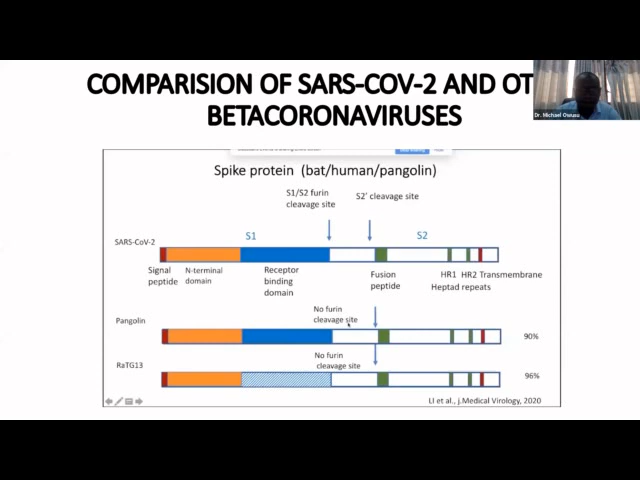 COMPARISION OF SARS-COV-2 AND OT
BETACORONAVIRUSES
Dr. Michael Owusu
Spike protein (bat/human/pangolin)
S1/S2 furin
cleavage site
S2' cleavage site
S1
S2
SARS-CoV-2
Signal
peptide
N-terminal
domain
Receptor
binding
domain
Fusion
peptide
HR1 HR2 Transmembrane
Heptad repeats
No furin
cleavage site
Pangolin
90%
No furin
cleavage site
RaTG13
96%
LI et al., j.Medical Virology, 2020